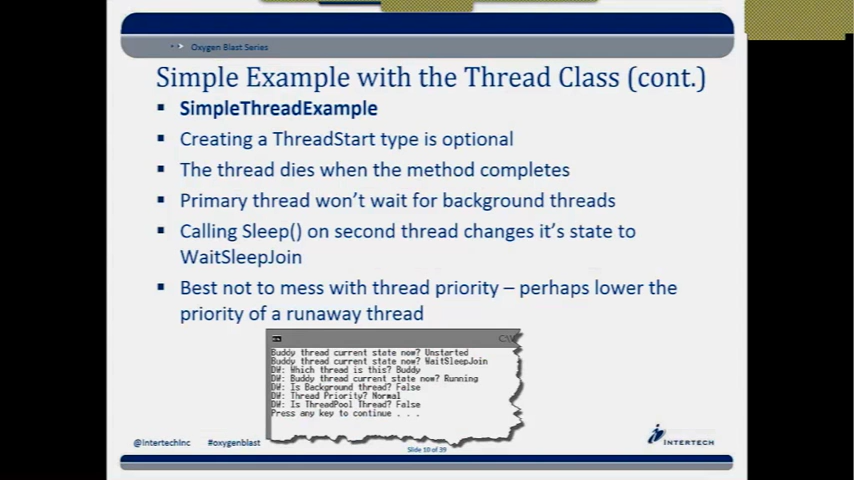 Oxygen Blast Series
Simple Example with the Thread Class (cont.)
SimpleThreadExample
Creating a ThreadStart type is optional
The thread dies when the method completes
Primary thread won't wait for background threads
Calling Sleep() on second thread changes it's state to
WaitSleepJoin
Best not to mess with thread priority – perhaps lower the
priority of a runaway thread
Buddy thread current state now? Unstarted
Buddy thread current state now? WaitSleepJoin
DW: Which thread is this? Buddy
DW: Buddy thread current state now? Running
DW: Is Background thread? False
DW: Thread Priority? Normal
DW: Is ThreadPool Thread? False
Press any key to continue . . .
@intertechInc #oxygenblast
INTERTECH
Slide 10 of 39